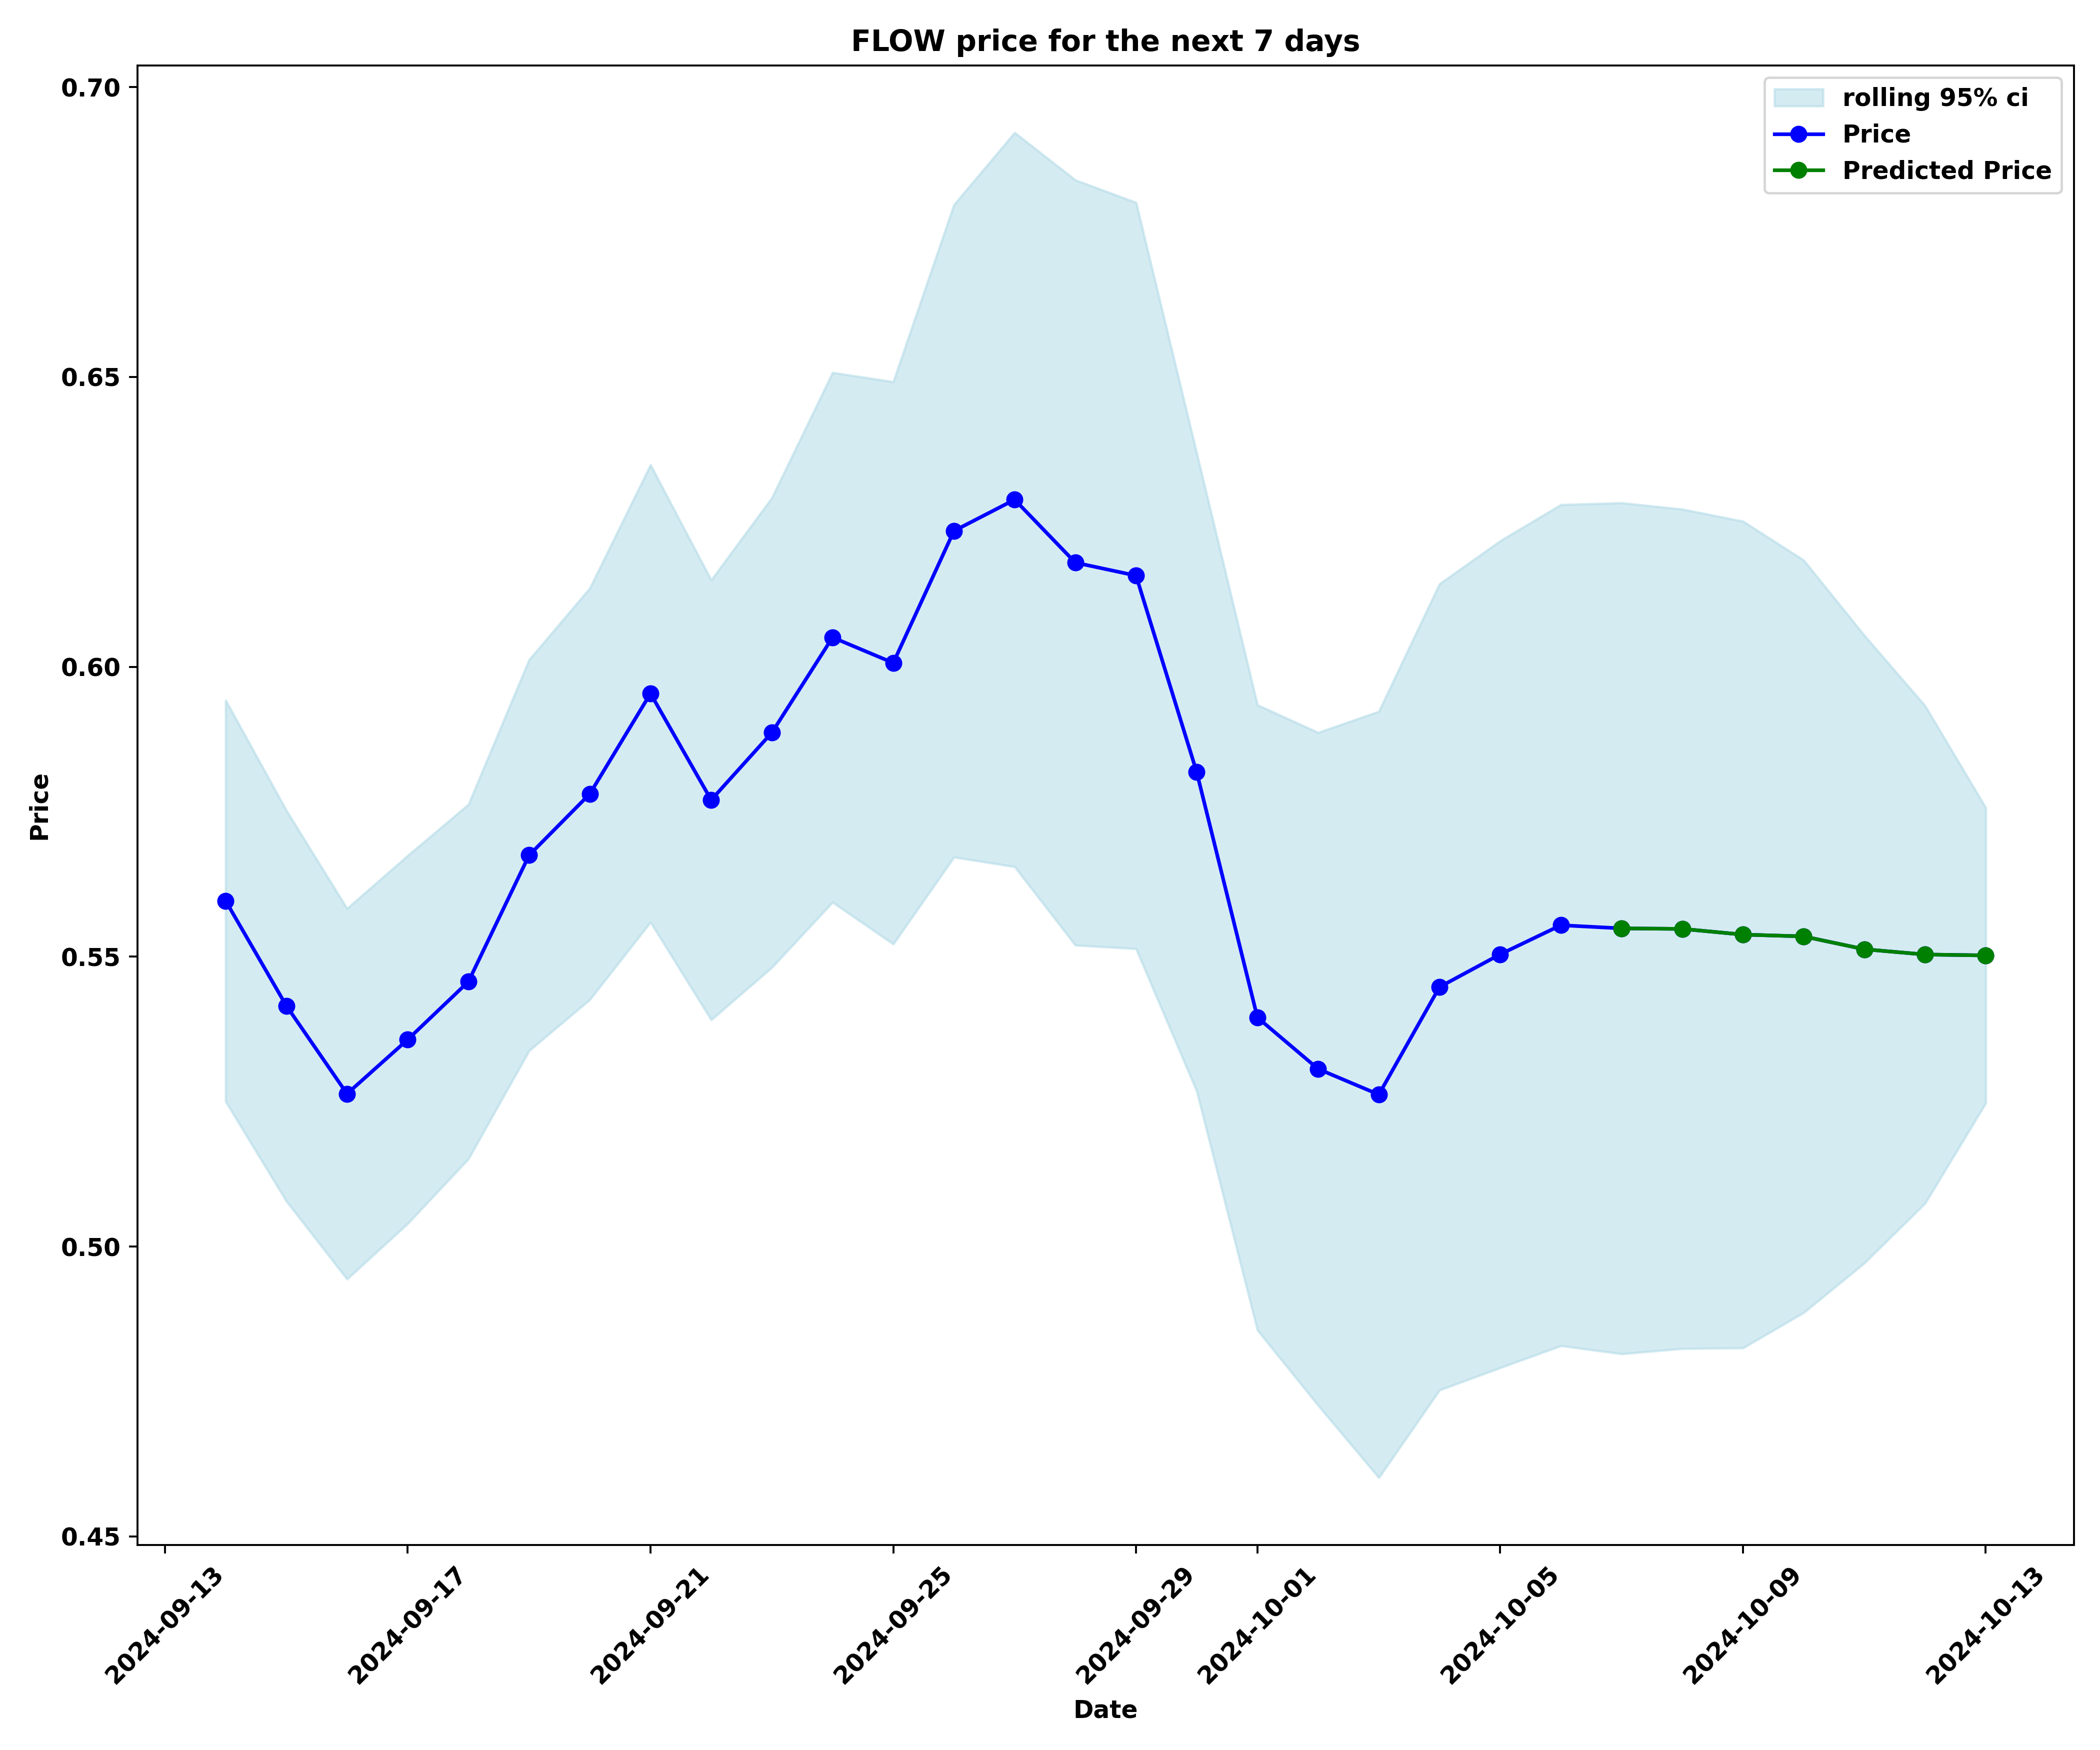 FLOW price for the next 7 days
rolling 95% ci
Price
Predicted Price
0.70
0.65
0.60
0.55
0.50
0.45
Price
2024-09-13
2024-09-17
2024-09-21
2024-09-25
2024-09-29
2024-10-01
2024-10-05
2024-10-09
2024-10-13
Date